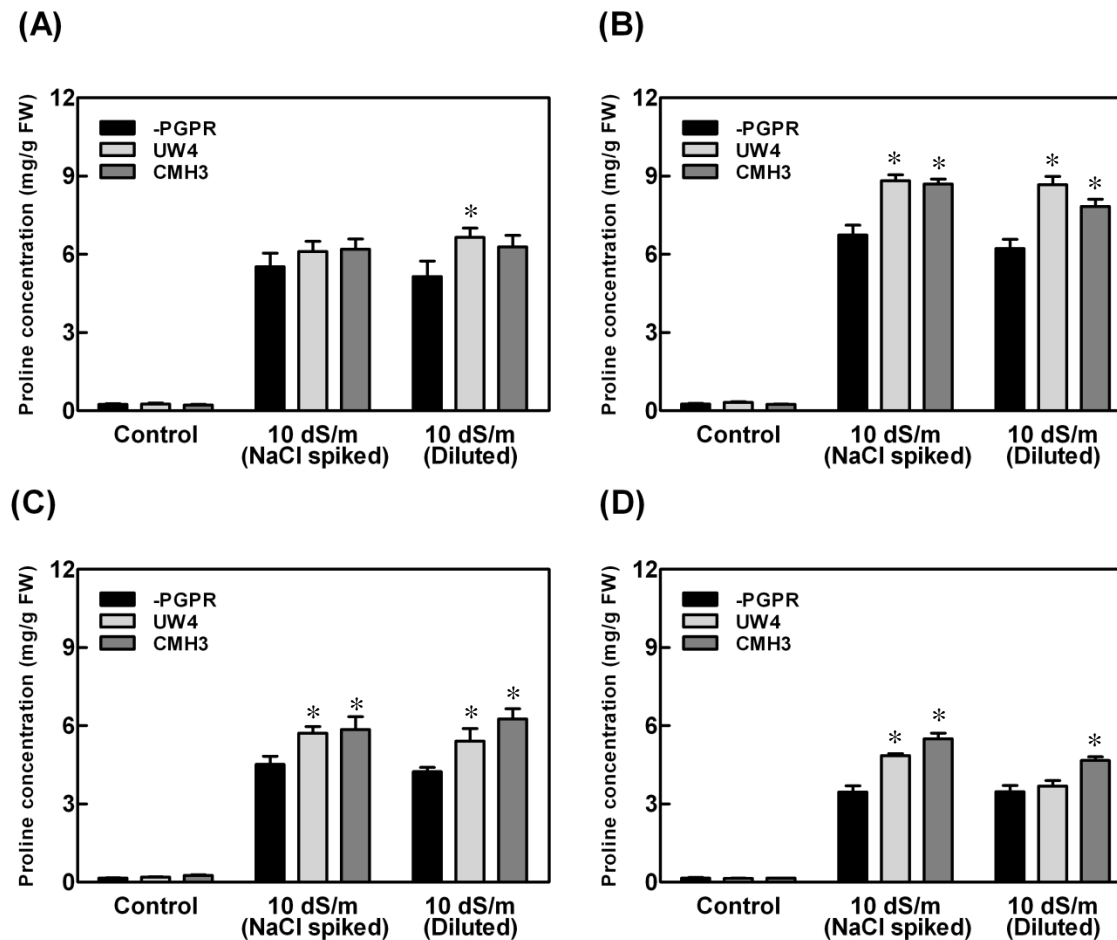 (A)
Proline concentration (mg/g FW)
12
9
6
3
0
-PGPR
UW4
CMH3
*
Control
10 dS/m
(NaCl spiked)
10 dS/m
(Diluted)
(B)
Proline concentration (mg/g FW)
12
9
6
3
0
-PGPR
UW4
CMH3
* * * *
Control
10 dS/m
(NaCl spiked)
10 dS/m
(Diluted)
(C)
Proline concentration (mg/g FW)
12
9
6
3
0
-PGPR
UW4
CMH3
* * * *
Control
10 dS/m
(NaCl spiked)
10 dS/m
(Diluted)
(D)
Proline concentration (mg/g FW)
12
9
6
3
0
-PGPR
UW4
CMH3
* * *
Control
10 dS/m
(NaCl spiked)
10 dS/m
(Diluted)